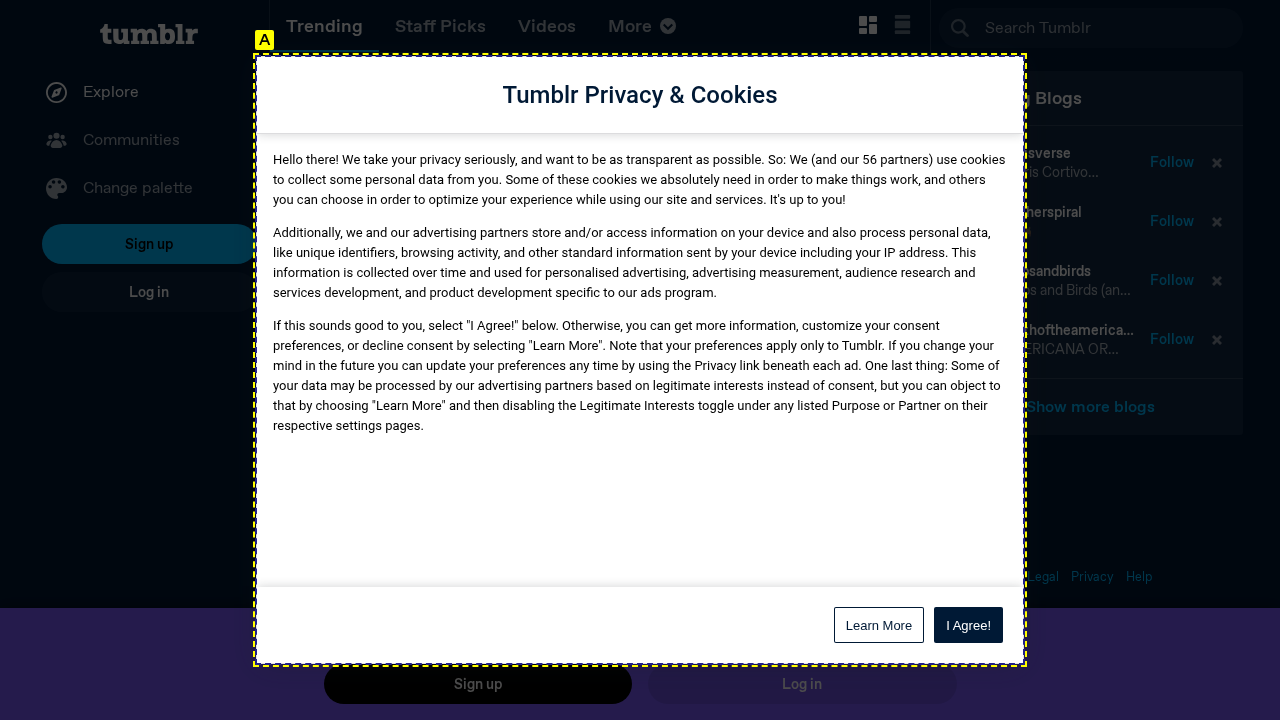 tumblr
Trending
Staff Picks
Videos
More
Search Tumblr
A
Explore
Communities
Change palette
Sign up
Log in
Tumblr Privacy & Cookies
Hello there! We take your privacy seriously, and want to be as transparent as possible. So: We (and our 56 partners) use cookies
to collect some personal data from you. Some of these cookies we absolutely need in order to make things work, and others
you can choose in order to optimize your experience while using our site and services. It's up to you!
Additionally, we and our advertising partners store and/or access information on your device and also process personal data,
like unique identifiers, browsing activity, and other standard information sent by your device including your IP address. This
information is collected over time and used for personalised advertising, advertising measurement, audience research and
services development, and product development specific to our ads program.
If this sounds good to you, select "I Agree!" below. Otherwise, you can get more information, customize your consent
preferences, or decline consent by selecting "Learn More". Note that your preferences apply only to Tumblr. If you change your
mind in the future you can update your preferences any time by using the Privacy link beneath each ad. One last thing: Some of
your data may be processed by our advertising partners based on legitimate interests instead of consent, but you can object to
that by choosing "Learn More" and then disabling the Legitimate Interests toggle under any listed Purpose or Partner on their
respective settings pages.
Learn More
I Agree!
Blogs
Follow
Cortivo...
Follow
Follow
and Birds (an...
Follow
OR...
Show more blogs
Legal Privacy Help
Sign up
Log in